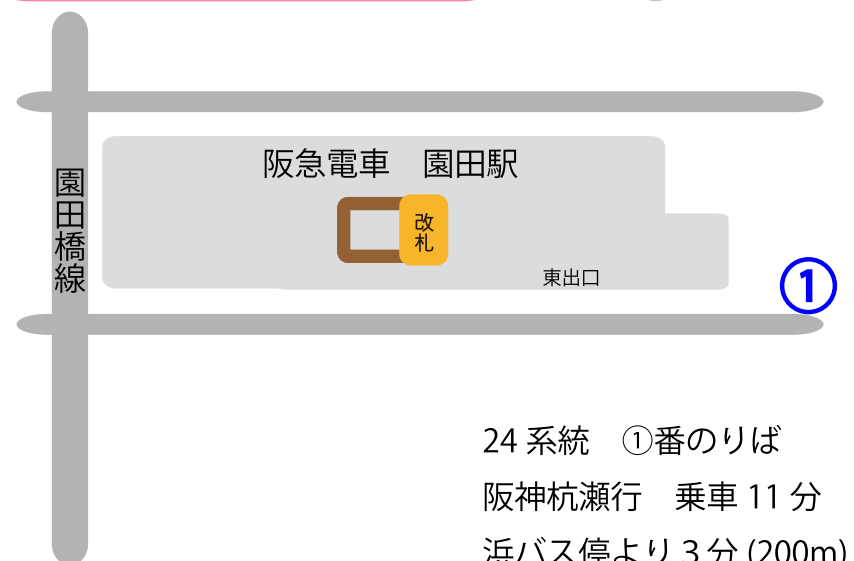 阪急電車　園田駅
園田橋線
改札
東出口
①
24 系統　①番のりば
阪神杭瀬行　乗車 11 分
浜バス停より 3 分 (200m)